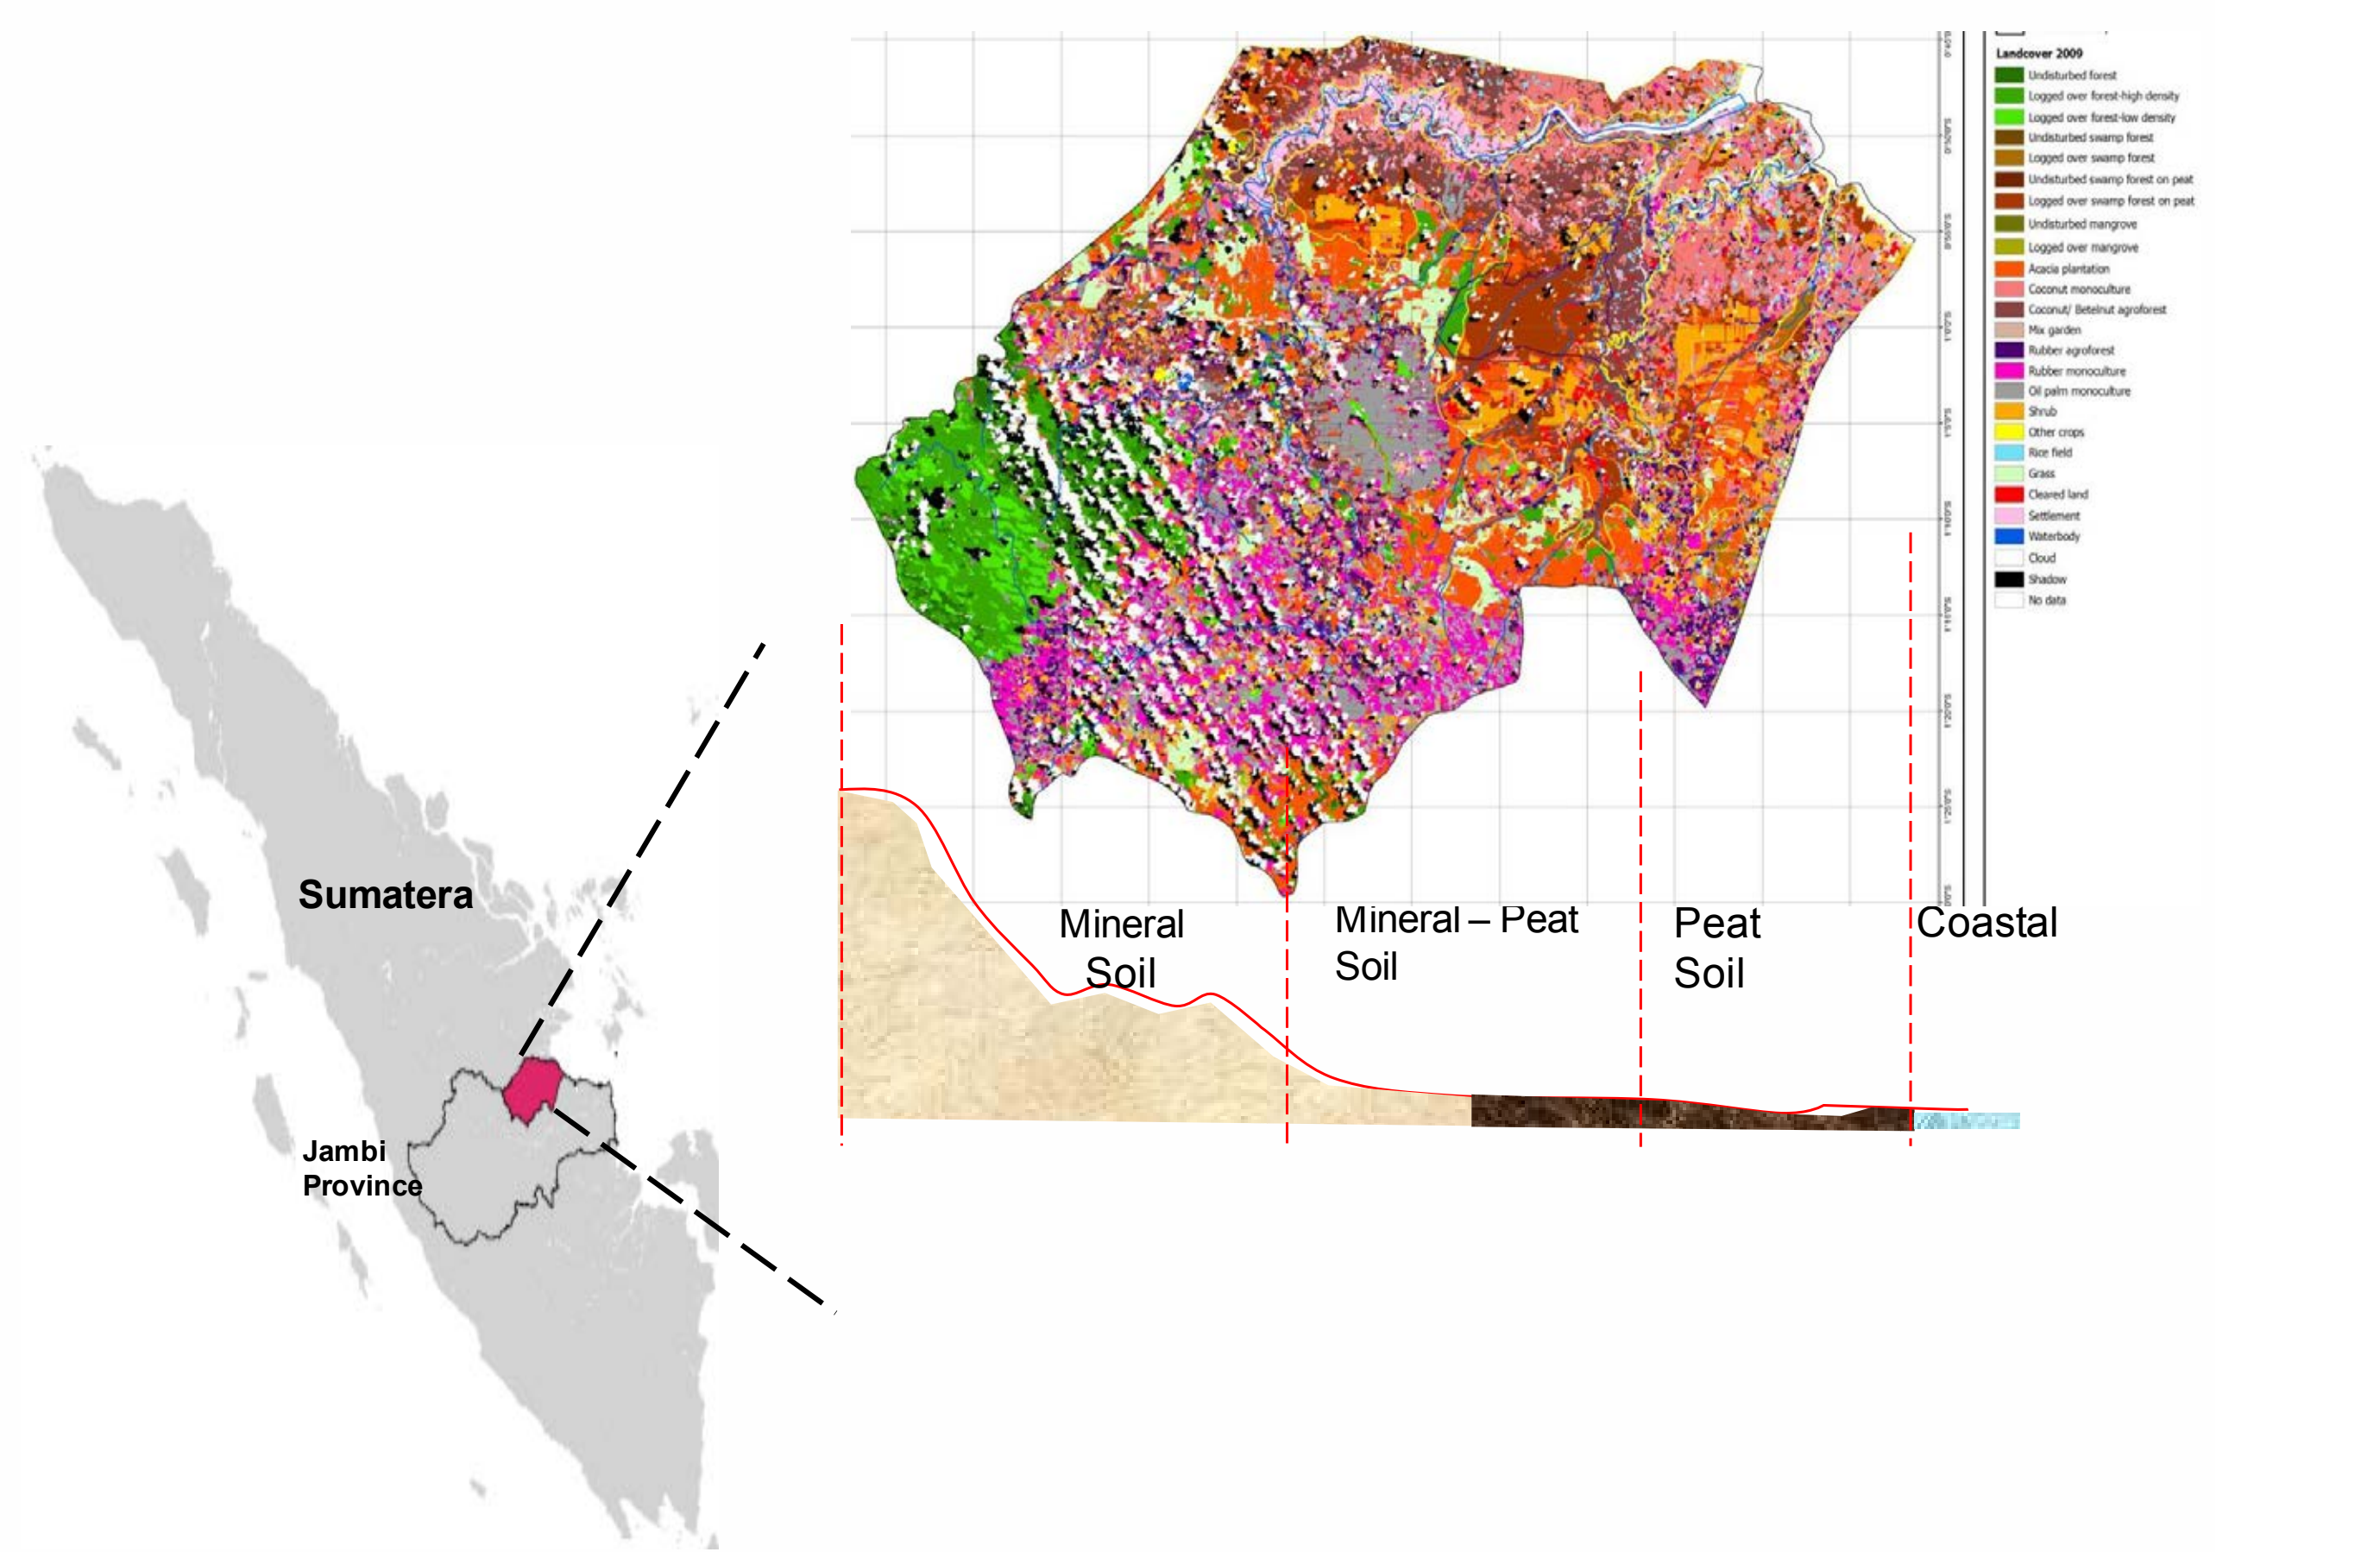 Landcover 2009
Undisturbed forest
Logged over forest-high density
Logged over forest-low density
Undisturbed swamp forest
Logged over swamp forest
Undisturbed swamp forest on peat
Logged over swamp forest on peat
Undisturbed mangrove
Logged over mangrove
Acacia plantation
Coconut monoculture
Coconut/ Betelnut agroforest
Mix garden
Rubber agroforest
Rubber monoculture
Oil palm monoculture
Shrub
Other crops
Rice field
Grass
Cleared land
Settlement
Waterbody
Cloud
Shadow
No data
Sumatera
Jambi
Province
Mineral
Soil
Mineral – Peat
Soil
Peat
Soil
Coastal